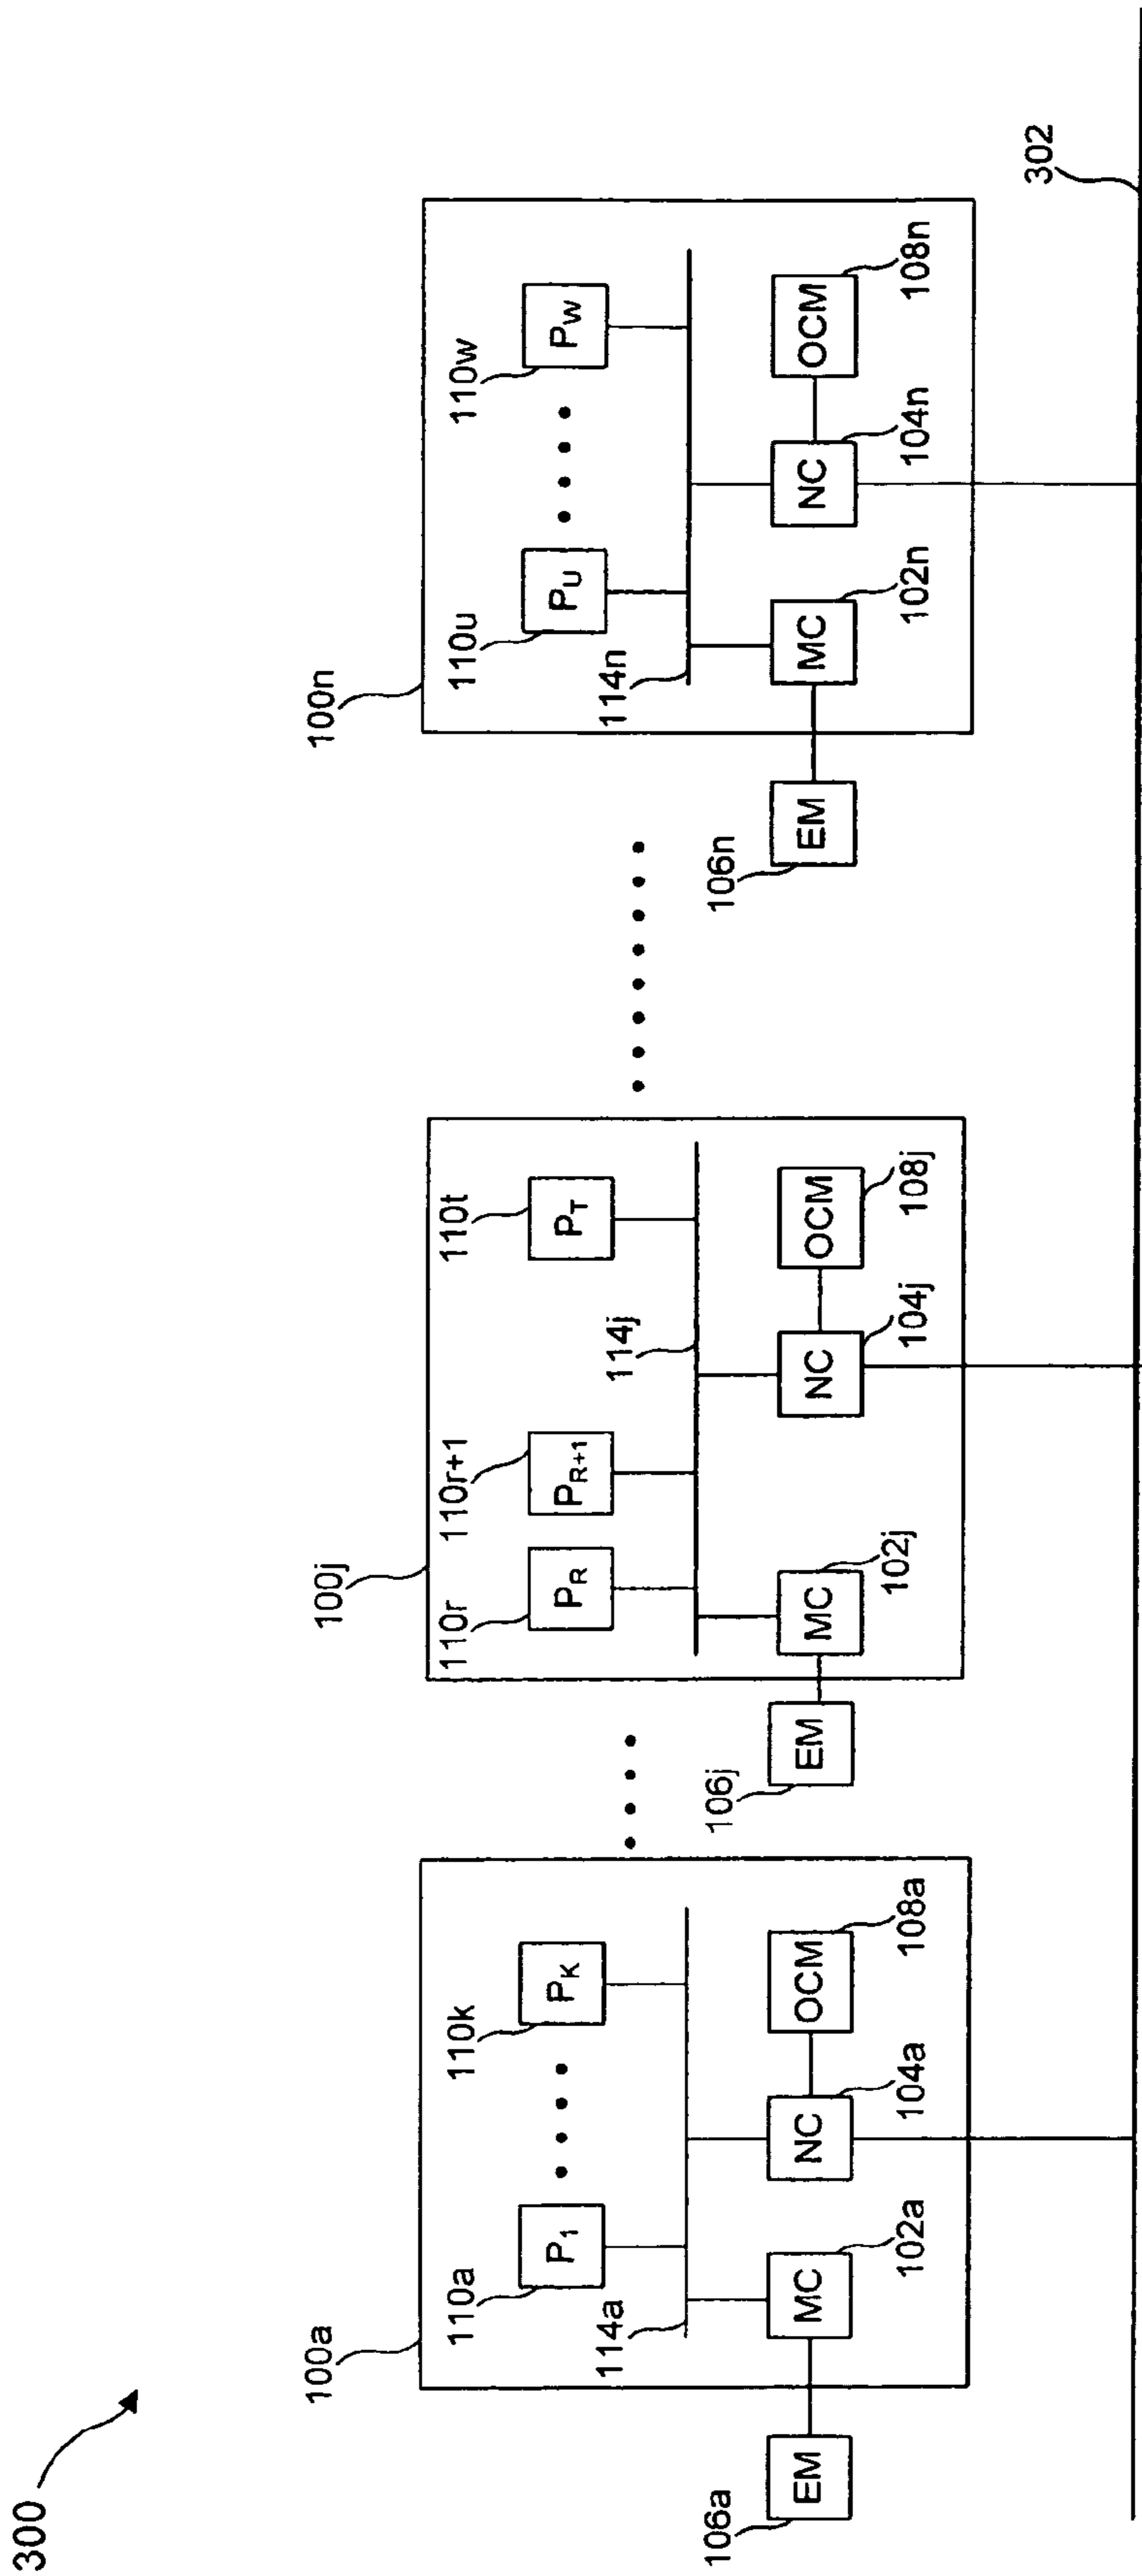 300
100a
110a
P1
110k
PK
114a
106a
EM
MC
102a
NC
104a
OCM
108a
100j
110r
PR
110r+1
PR+1
110t
PT
114j
106j
EM
MC
102j
NC
104j
OCM
108j
100n
110u
PU
110w
PW
114n
106n
EM
MC
102n
NC
104n
OCM
108n
302